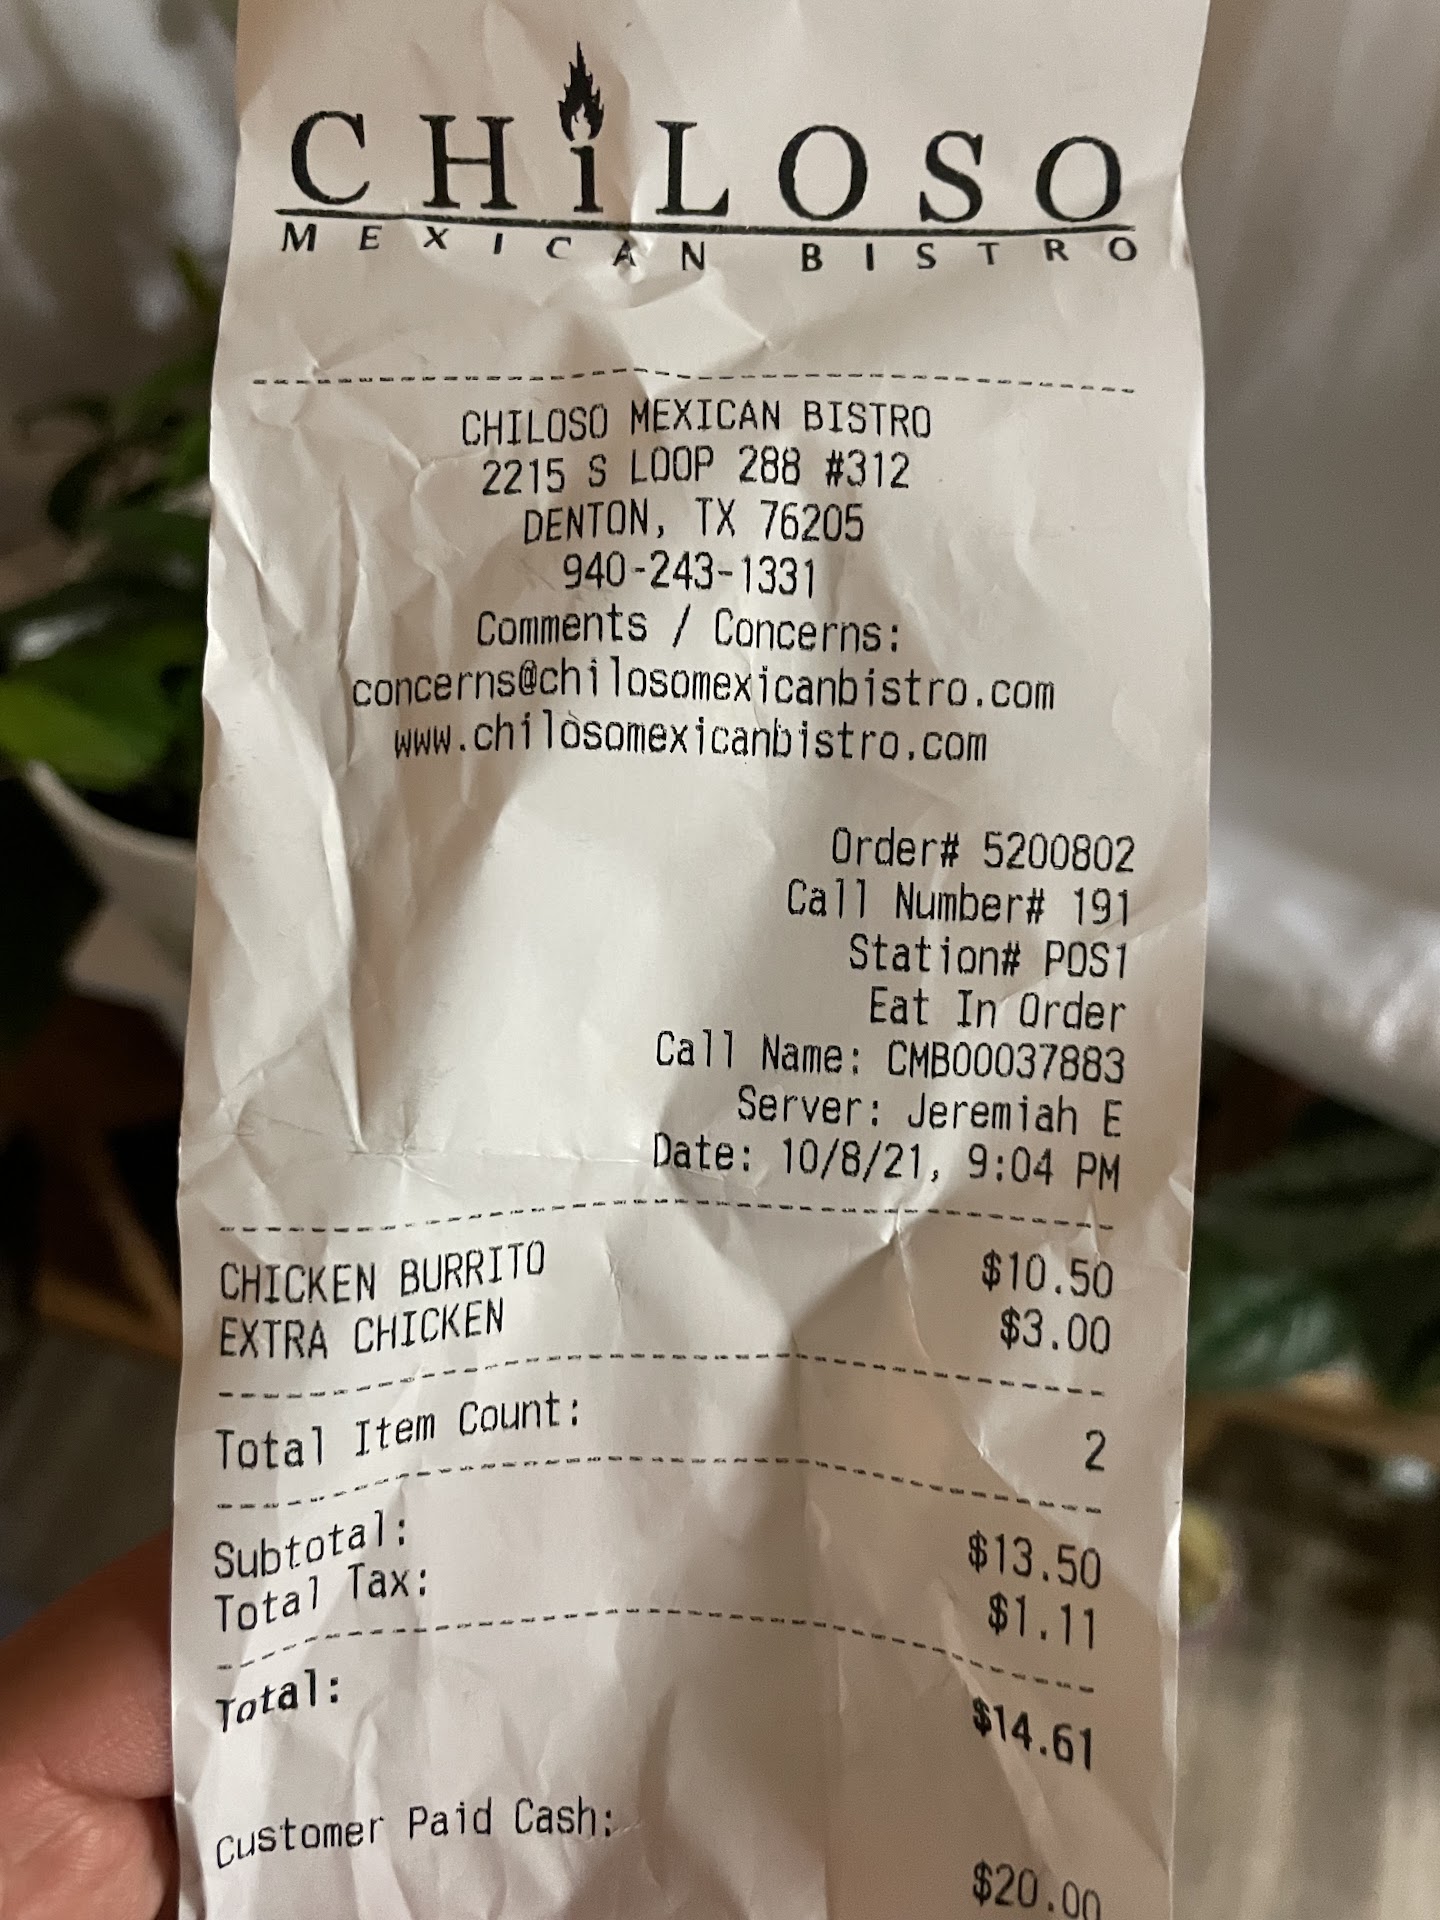 CHiLOSO
MEXICAN BISTRO
CHILOSO MEXICAN BISTRO
2215 S LOOP 288 #312
DENTON, TX 76205
940-243-1331
Comments / Concerns:
concerns@chilosomexicanbistro.com
www.chilosomexicanbistro.com
Order# 5200802
Call Number# 191
Station# POS1
Eat In Order
Call Name: CMB00037883
Server: Jeremiah E
Date: 10/8/21, 9:04 PM
CHICKEN BURRITO $10.50
EXTRA CHICKEN $3.00
Total Item Count: 2
Subtotal: $13.50
Total Tax: $1.11
Total: $14.61
Customer Paid Cash:
$20.00